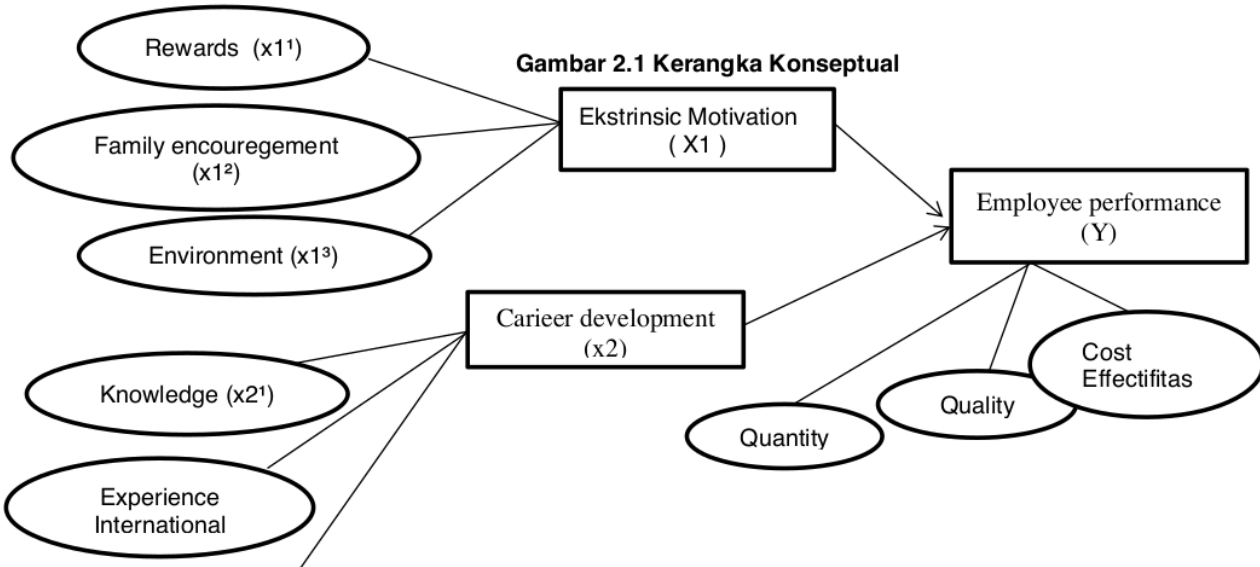 Rewards (x1¹)
Gambar 2.1 Kerangka Konseptual
Ekstrinsic Motivation
( X1 )
Family encouregement
(x1²)
Employee performance
(Y)
Environment (x1³)
Carieer development
(x2)
Cost
Effectifitas
Knowledge (x2¹)
Quality
Quantity
Experience
International